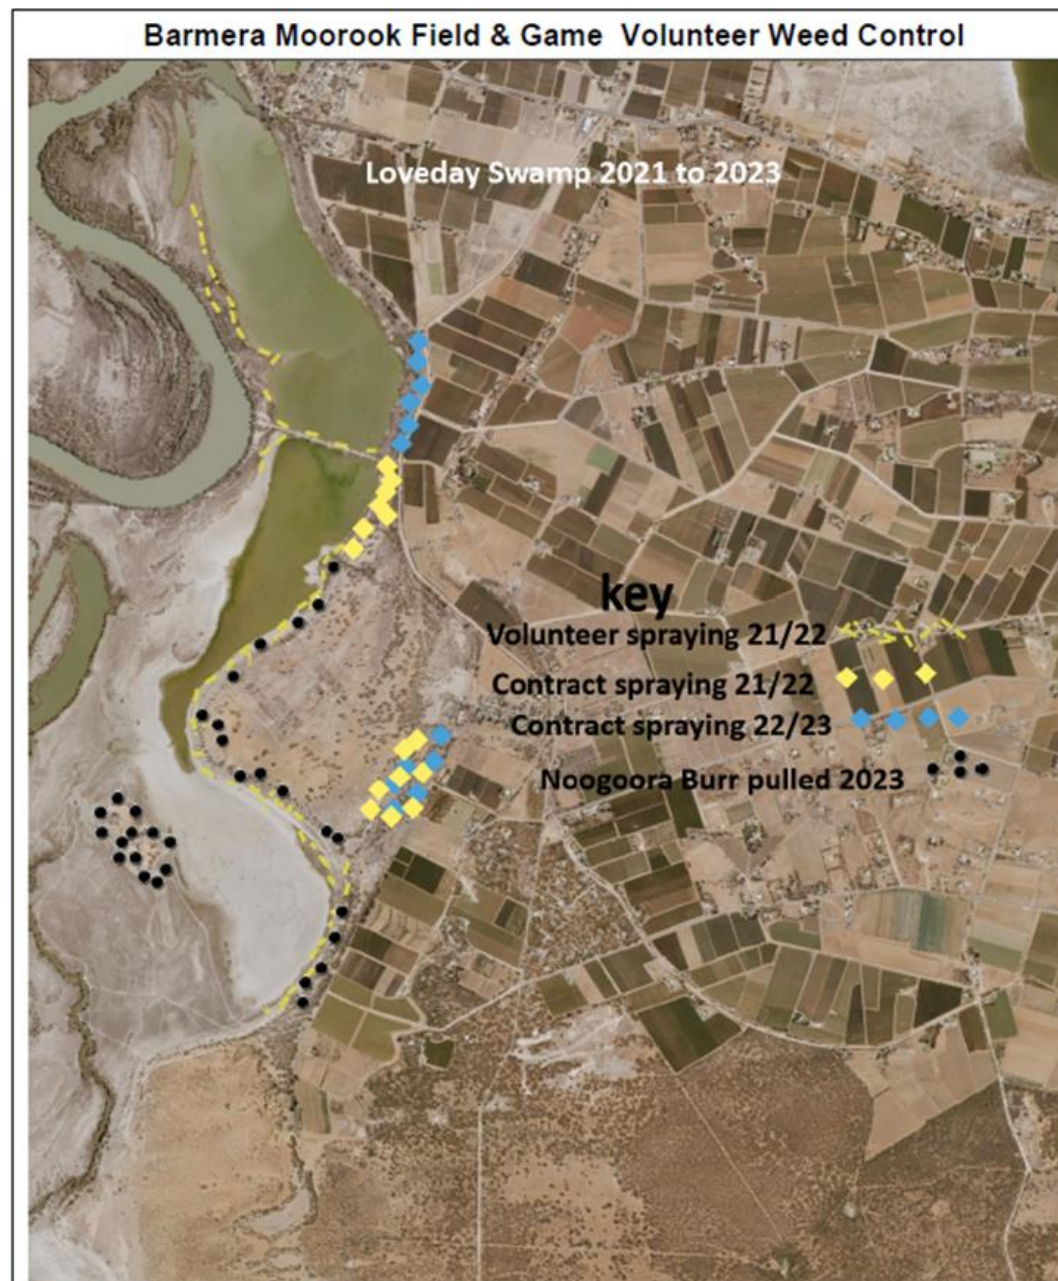 Barmera Moorook Field & Game  Volunteer Weed Control
Loveday Swamp 2021 to 2023
key
Volunteer spraying 21/22
Contract spraying 21/22
Contract spraying 22/23
Noogoora Burr pulled 2023